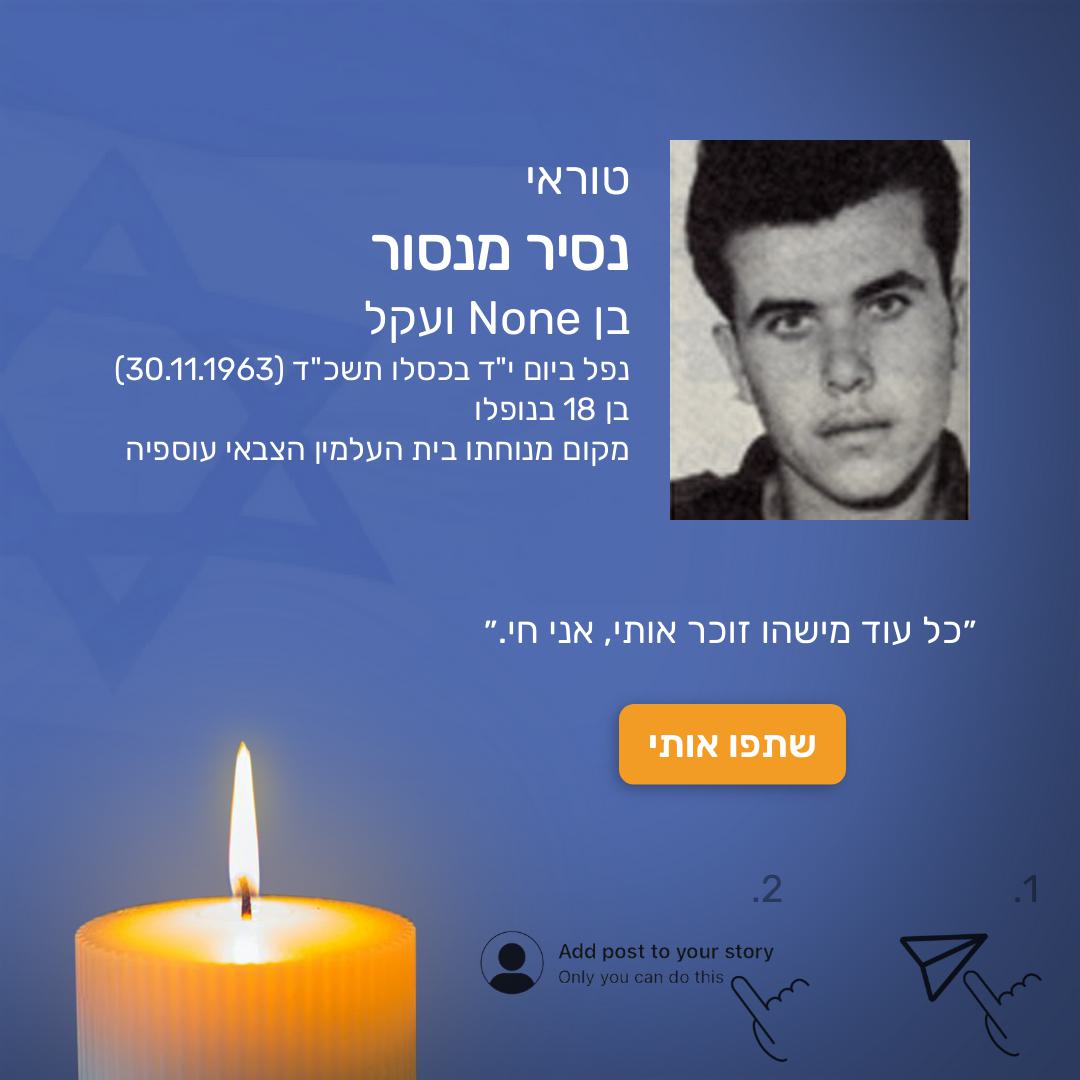 טוראי
נסיר מנסור
בן None ועקל
נפל ביום י"ד בכסלו תשכ"ד (30.11.1963)
בן 18 בנופלו
מקום מנוחתו בית העלמין הצבאי עוספיה
״כל עוד מישהו זוכר אותי, אני חי.״
שתפו אותי
.1
.2
Add post to your story
Only you can do this